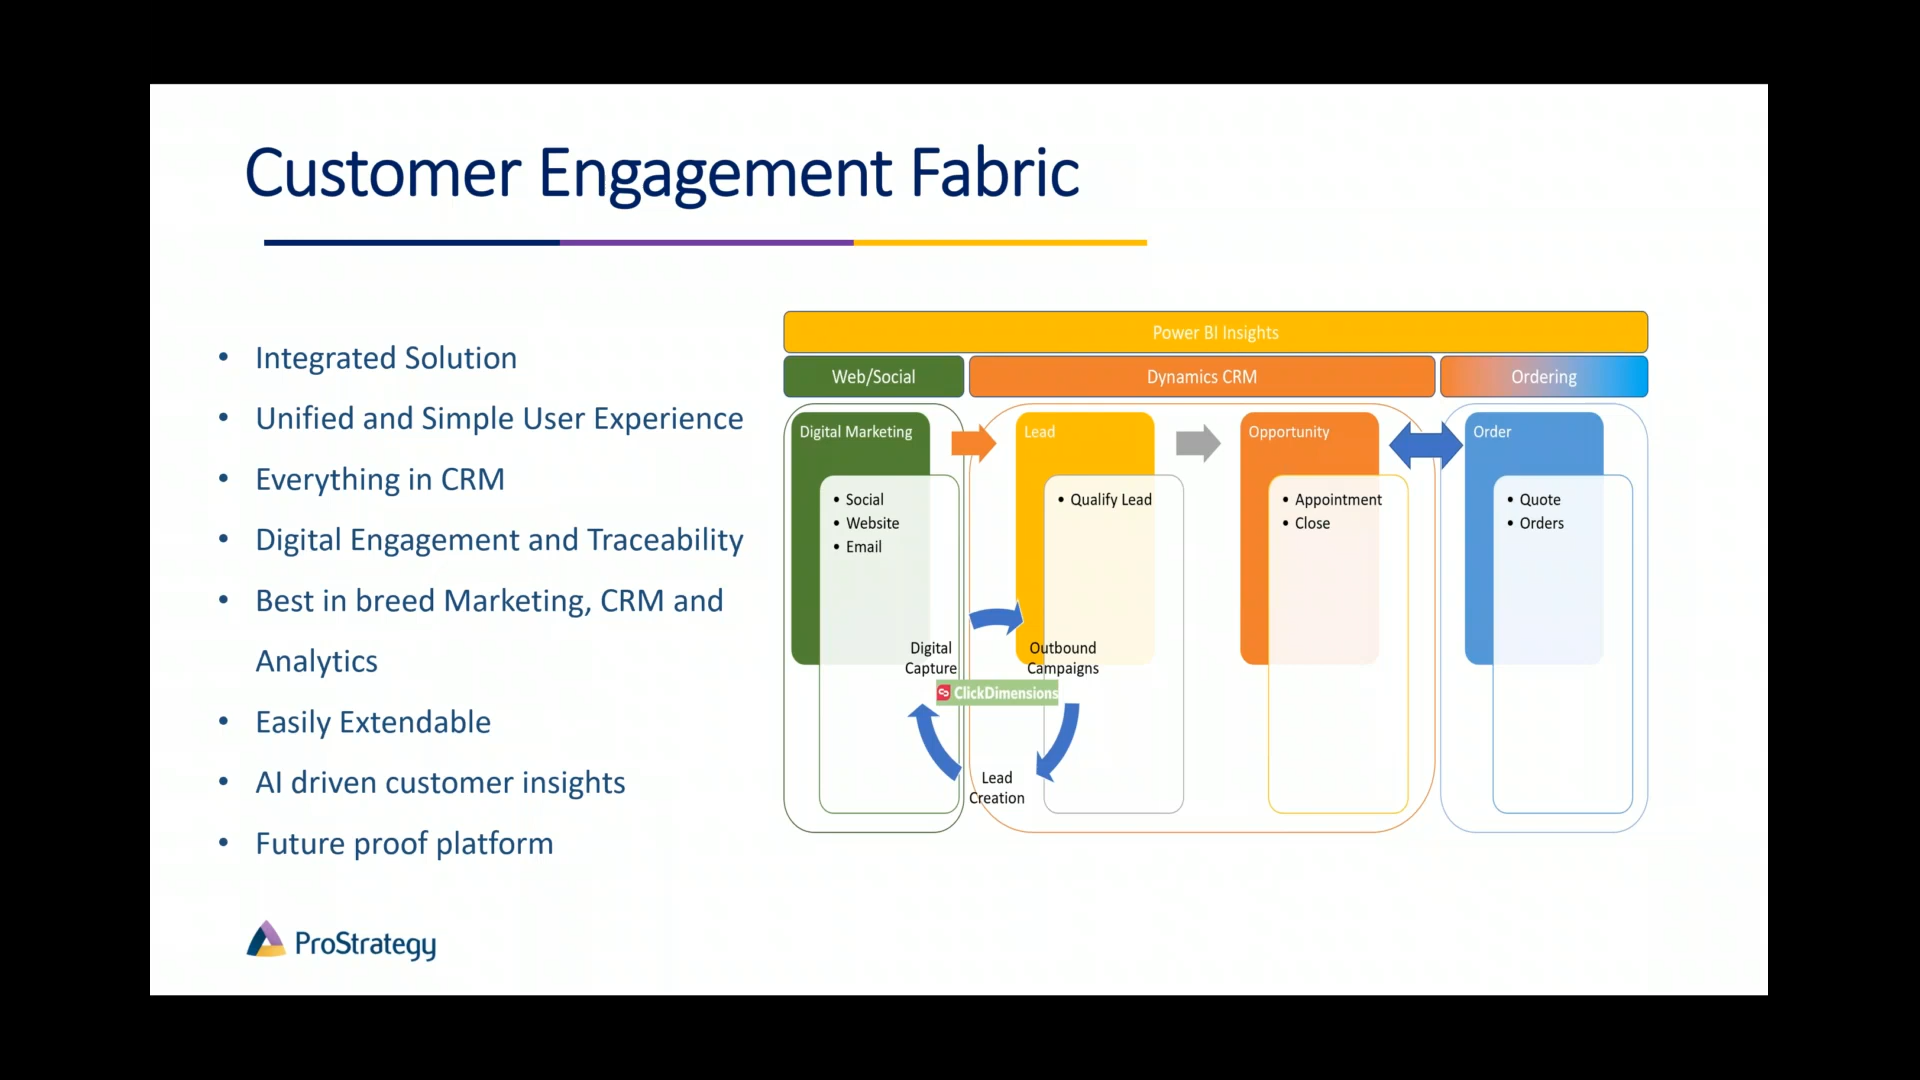 Customer Engagement Fabric
• Integrated Solution
• Unified and Simple User Experience
• Everything in CRM
• Digital Engagement and Traceability
• Best in breed Marketing, CRM and
Analytics
• Easily Extendable
• AI driven customer insights
• Future proof platform
Power BI Insights
Web/Social
Dynamics CRM
Ordering
Digital Marketing
• Social
• Website
• Email
Lead
• Qualify Lead
Opportunity
• Appointment
• Close
Order
• Quote
• Orders
Digital
Capture
Outbound
Campaigns
ClickDimensions
Lead
Creation
ProStrategy